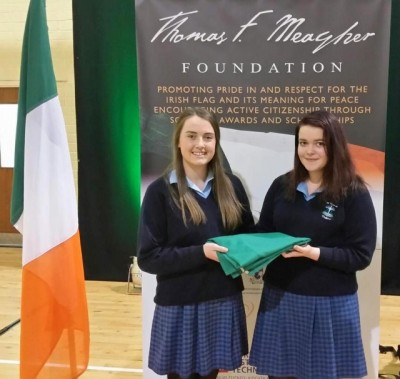 Thomas F. Meagher
FOUNDATION
PROMOTING PRIDE IN AND RESPECT FOR THE
IRISH FLAG AND ITS MEANING FOR PEACE
ENCOURAGING ACTIVE CITIZENSHIP THROUGH
AWARDS AND